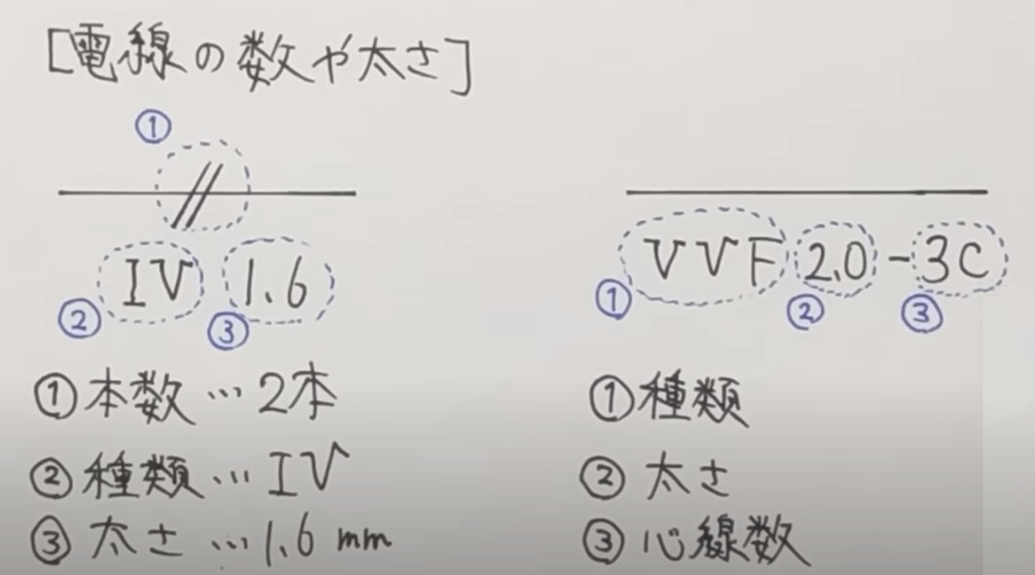 [電線の数や太さ]
①
IV 1.6
② ③
①本数…2本
②種類…IV
③太さ…1.6mm
VVF 2.0-3C
① ② ③
①種類
②太さ
③心線数